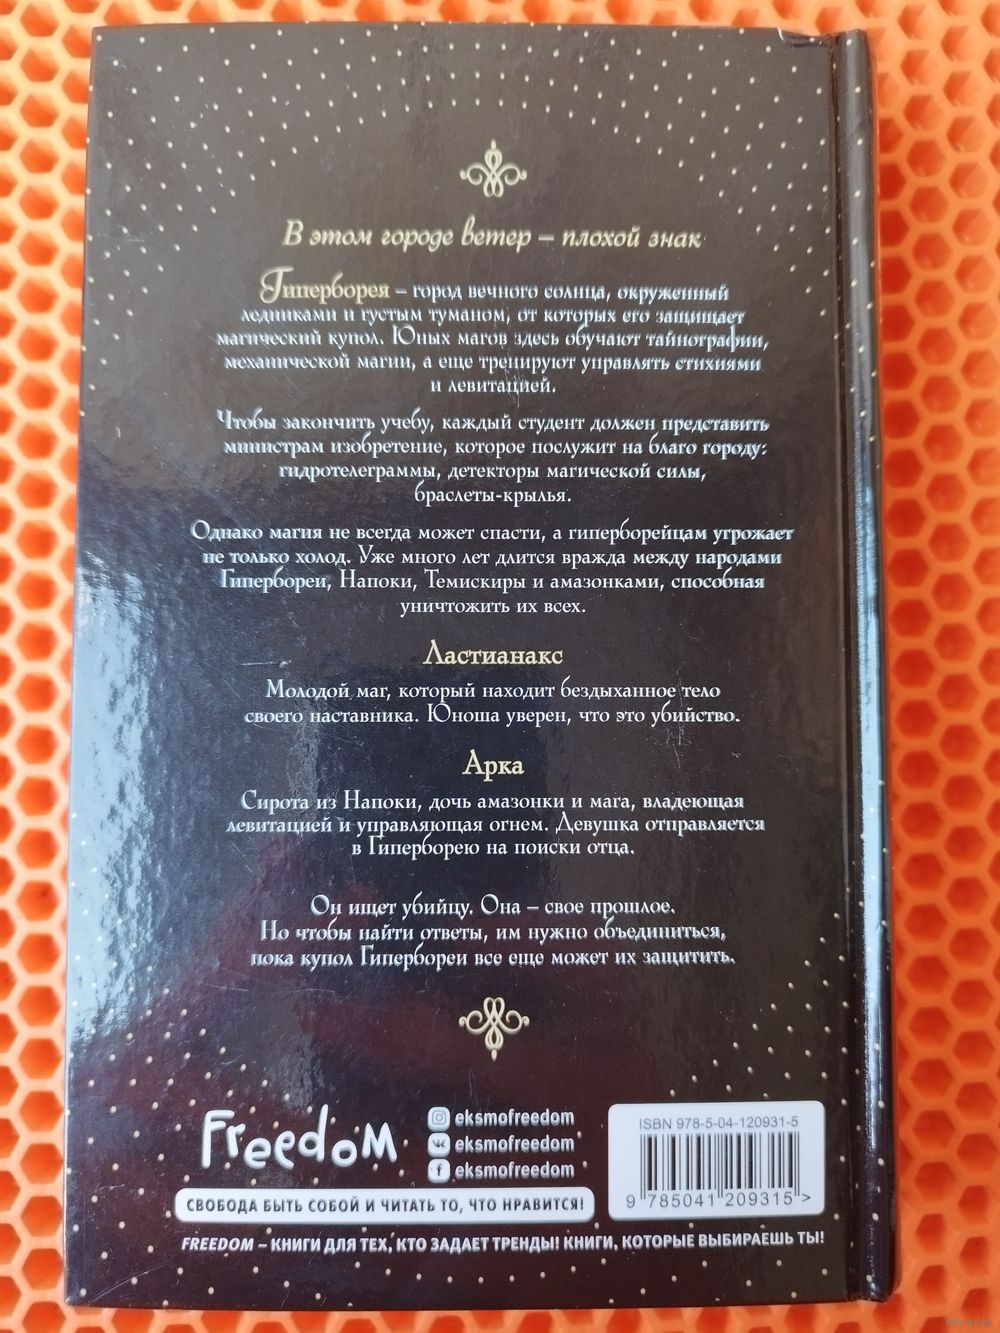 В этом городе ветер – плохой знак
Гиперборея – город вечного солнца, окруженный
ледниками и густым туманом, от которых его защищает
магический купол. Юных магов здесь обучают тайнографии,
механической магии, а еще тренируют управлять стихиями
и левитацией.
Чтобы закончить учебу, каждый студент должен представить
министрам изобретение, которое послужит на благо городу:
гидротелеграммы, детекторы магической силы,
браслеты-крылья.
Однако магия не всегда может спасти, а гиперборейцам угрожает
не только холод. Уже много лет длится вражда между народами
Гипербореи, Напоки, Темискиры и амазонками, способная
уничтожить их всех.
Ластианакс
Молодой маг, который находит бездыханное тело
своего наставника. Юноша уверен, что это убийство.
Арка
Сирота из Напоки, дочь амазонки и мага, владеющая
левитацией и управляющая огнем. Девушка отправляется
в Гиперборею на поиски отца.
Он ищет убийцу. Она – свое прошлое.
Но чтобы найти ответы, им нужно объединиться,
пока купол Гипербореи все еще может их защитить.
Freedom
eksmofreedom
eksmofreedom
eksmofreedom
СВОБОДА БЫТЬ СОБОЙ И ЧИТАТЬ ТО, ЧТО НРАВИТСЯ!
FREEDOM – КНИГИ ДЛЯ ТЕХ, КТО ЗАДАЕТ ТРЕНДЫ! КНИГИ, КОТОРЫЕ ВЫБИРАЕШЬ ТЫ!
ISBN 978-5-04-120931-5
9 785041 209315 >